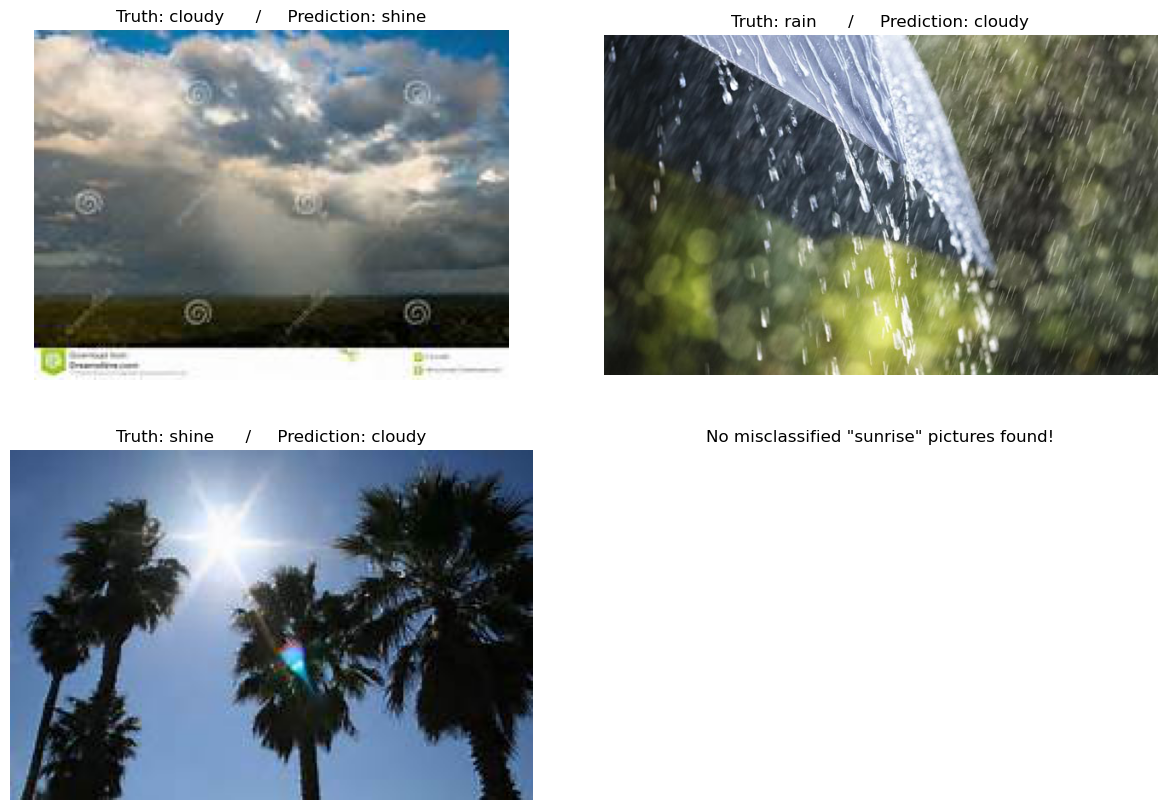 Truth: cloudy / Prediction: shine
Truth: rain / Prediction: cloudy
Download from
Dreamstime.com
Truth: shine / Prediction: cloudy
No misclassified "sunrise" pictures found!